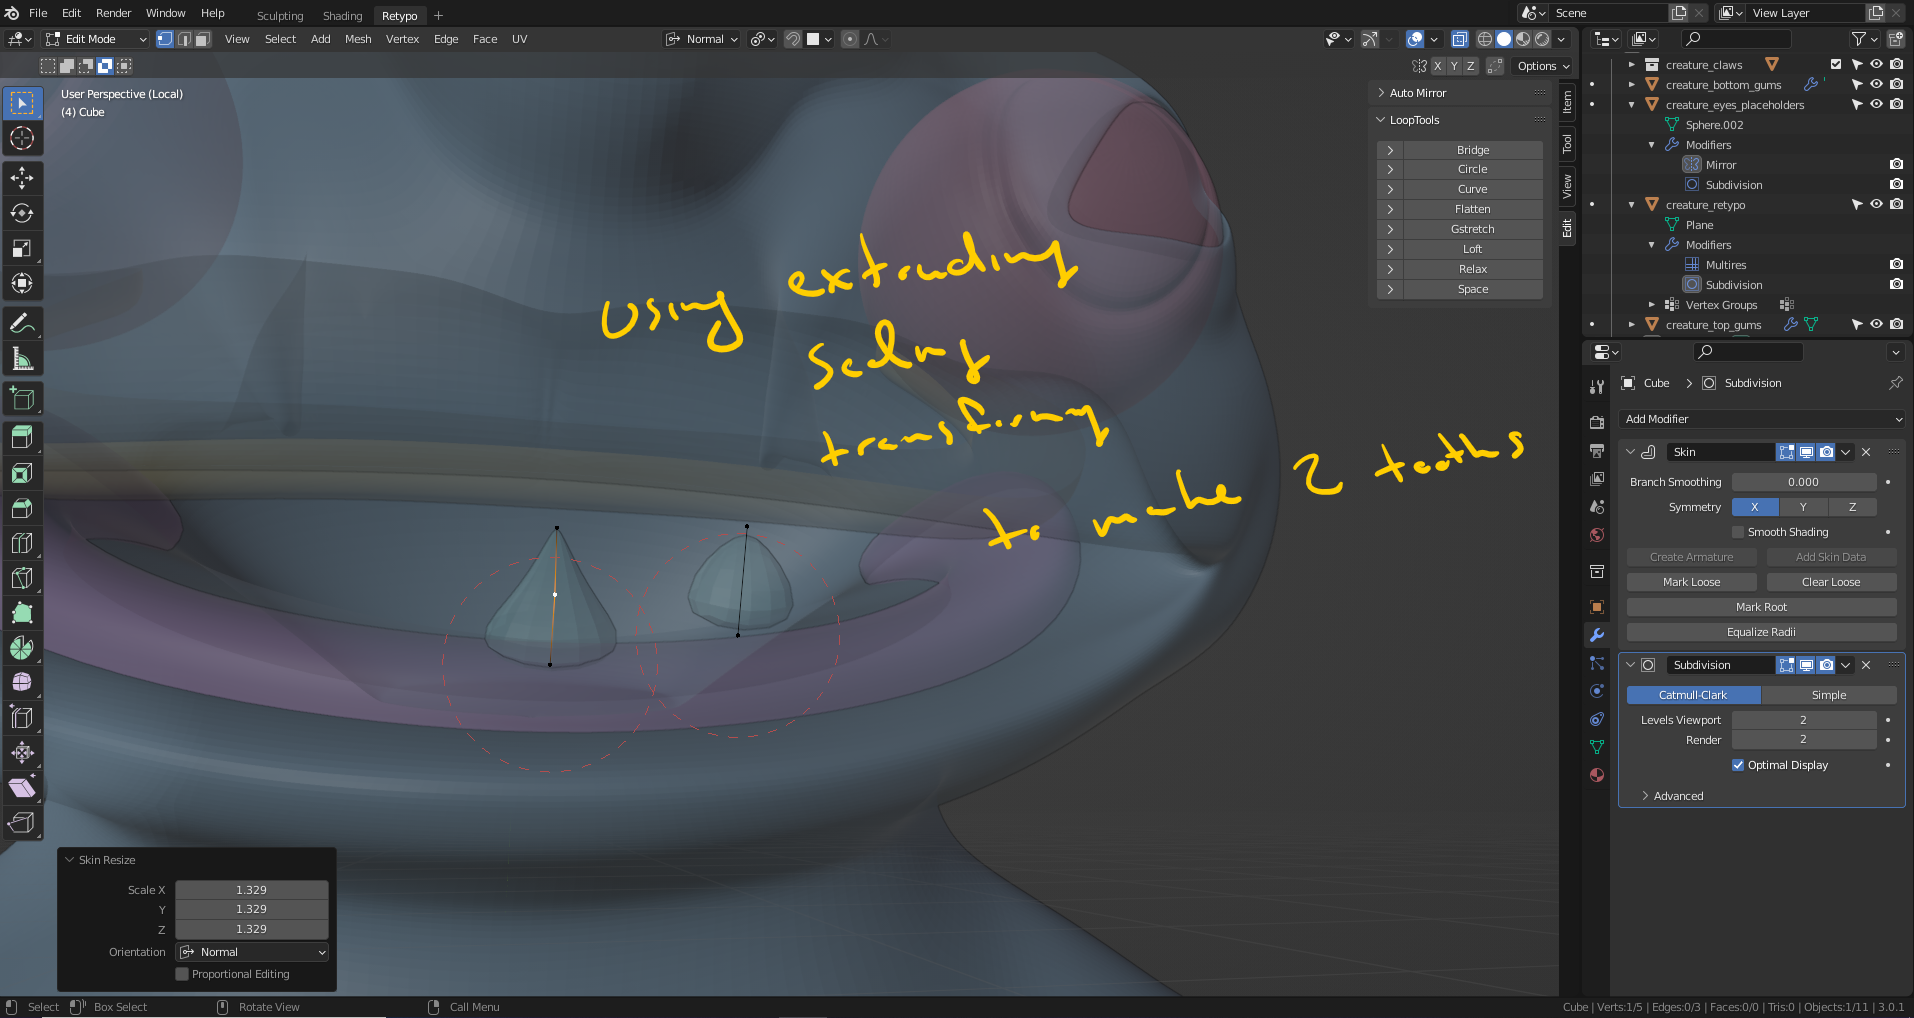 File Edit Render Window Help Sculpting Shading Retypo + Scene View Layer
Edit Mode View Select Add Mesh Vertex Edge Face UV Normal
X Y Z Options
User Perspective (Local)
(4) Cube
Auto Mirror
LoopTools
Bridge
Circle
Curve
Flatten
Gstretch
Loft
Relax
Space
Item
Tool
View
Edit
creature_claws
creature_bottom_gums
creature_eyes_placeholders
Sphere.002
Modifiers
Mirror
Subdivision
creature_retypo
Plane
Modifiers
Multires
Subdivision
Vertex Groups
creature_top_gums
Cube > Subdivision
Add Modifier
Skin
Branch Smoothing 0.000
Symmetry X Y Z
Smooth Shading
Create Armature Add Skin Data
Mark Loose Clear Loose
Mark Root
Equalize Radii
Subdivision
Catmull-Clark Simple
Levels Viewport 2
Render 2
Optimal Display
Advanced
using extruding
scling
transfirmy
to make 2 tooths
Skin Resize
Scale X 1.329
Y 1.329
Z 1.329
Orientation Normal
Proportional Editing
Select Box Select Rotate View Call Menu
Cube | Verts:1/5 | Edges:0/3 | Faces:0/0 | Tris:0 | Objects:1/11 | 3.0.1